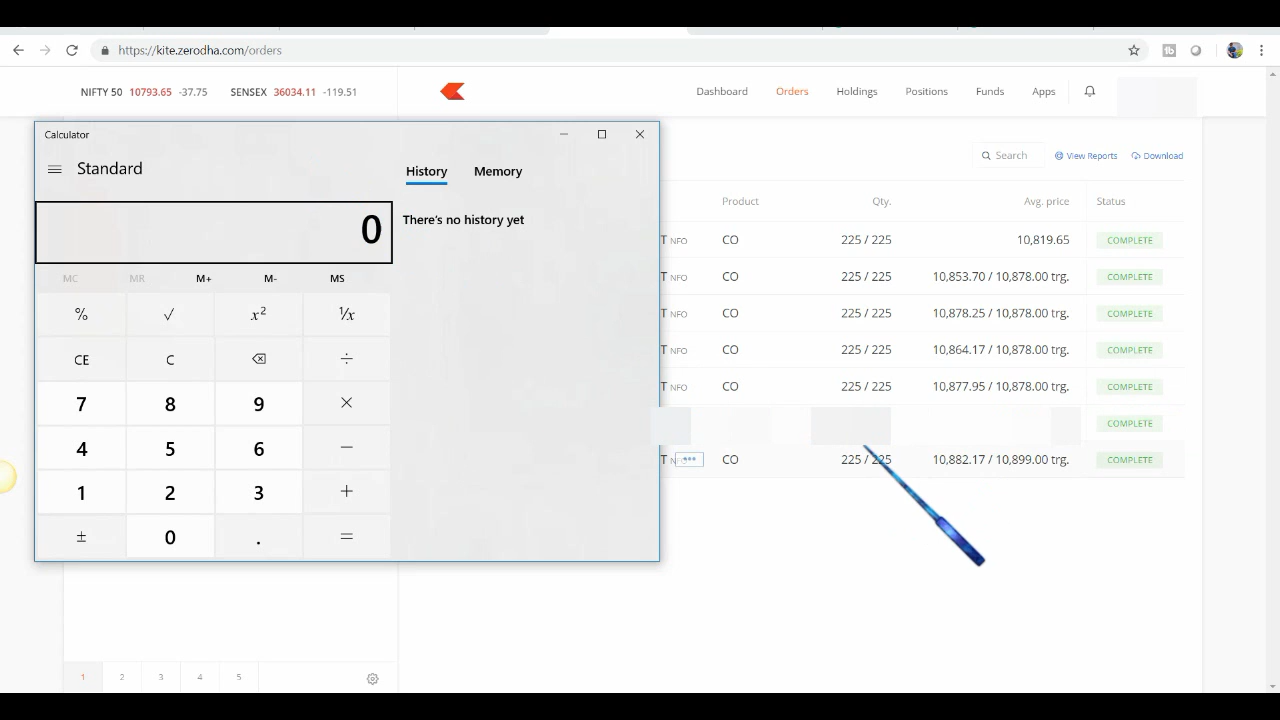 https://kite.zerodha.com/orders
NIFTY 50 10793.65 -37.75 SENSEX 36034.11 -119.51
Dashboard Orders Holdings Positions Funds Apps
Calculator
Standard
History Memory
There's no history yet
0
MC MR M+ M- MS
% √ x² ¹/x
CE C ÷
7 8 9 ×
4 5 6 −
1 2 3 +
± 0 . =
Search View Reports Download
Product Qty. Avg. price Status
T NFO CO 225 / 225 10,819.65 COMPLETE
T NFO CO 225 / 225 10,853.70 / 10,878.00 trg. COMPLETE
T NFO CO 225 / 225 10,878.25 / 10,878.00 trg. COMPLETE
T NFO CO 225 / 225 10,864.17 / 10,878.00 trg. COMPLETE
T NFO CO 225 / 225 10,877.95 / 10,878.00 trg. COMPLETE
COMPLETE
T CO 225 / 225 10,882.17 / 10,899.00 trg. COMPLETE
1 2 3 4 5